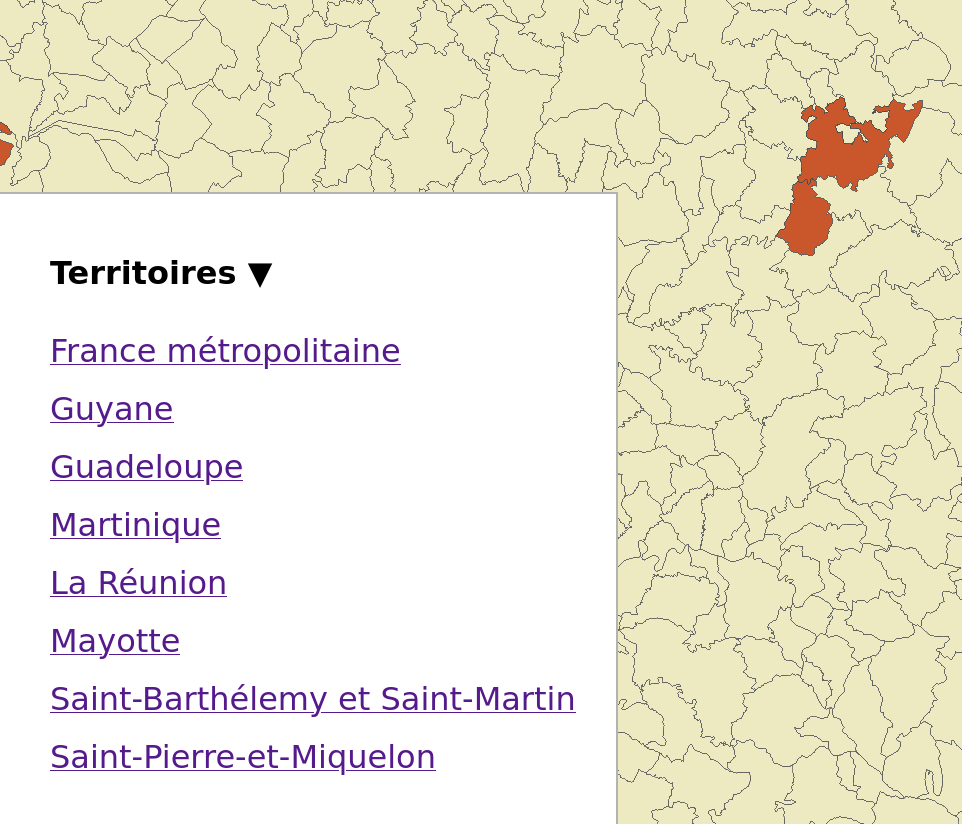 Territoires ▼
France métropolitaine
Guyane
Guadeloupe
Martinique
La Réunion
Mayotte
Saint-Barthélemy et Saint-Martin
Saint-Pierre-et-Miquelon